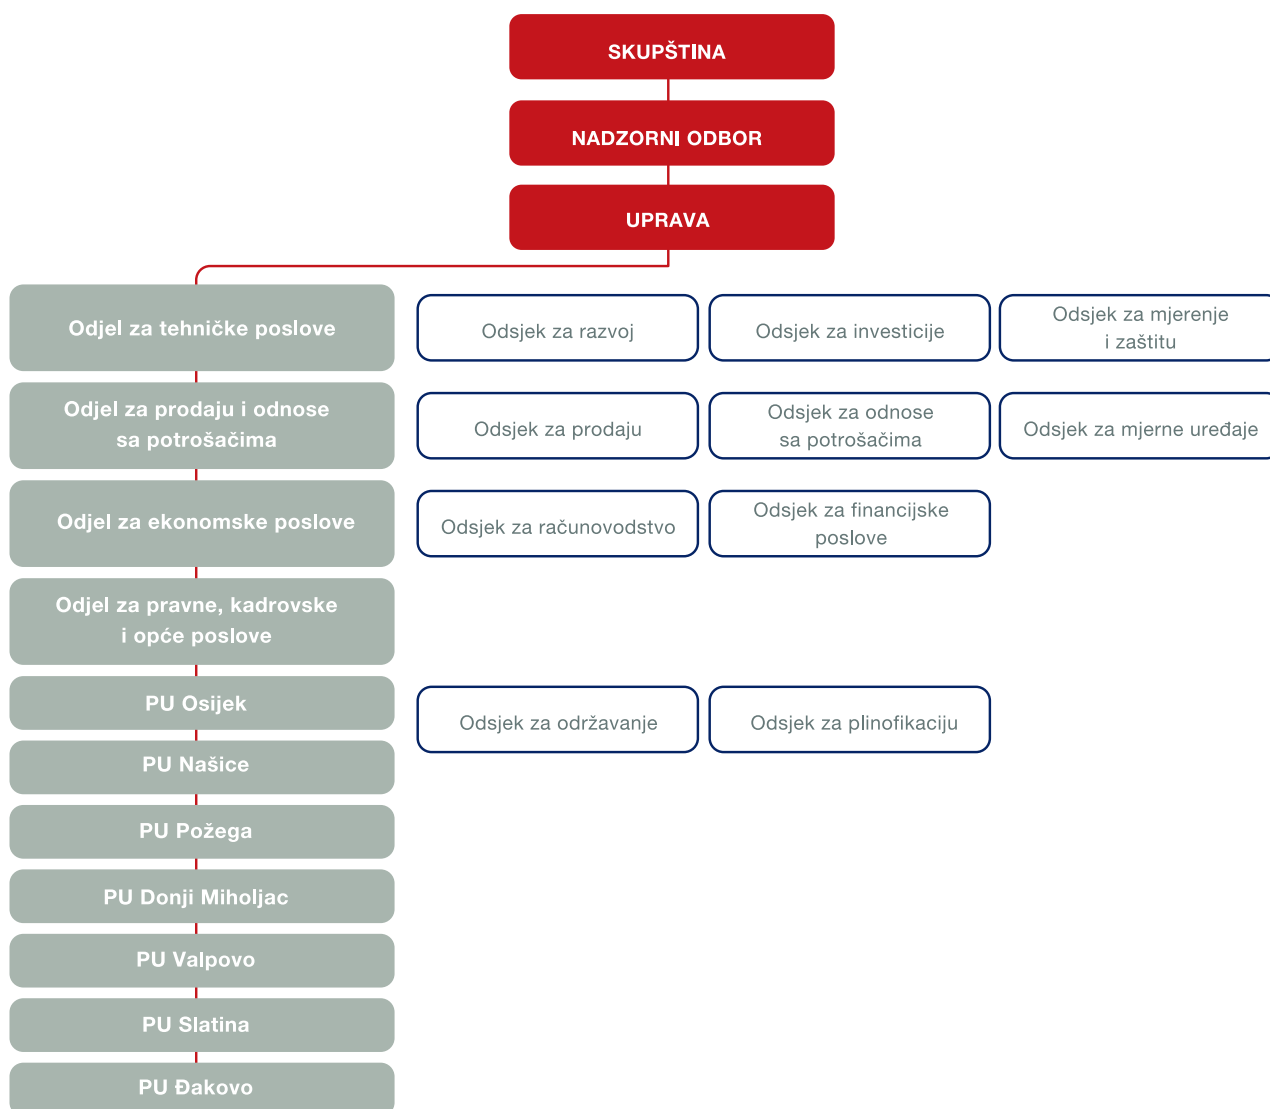 SKUPŠTINA
NADZORNI ODBOR
UPRAVA
Odjel za tehničke poslove
Odsjek za razvoj
Odsjek za investicije
Odsjek za mjerenje
i zaštitu
Odjel za prodaju i odnose
sa potrošačima
Odsjek za prodaju
Odsjek za odnose
sa potrošačima
Odsjek za mjerne uređaje
Odjel za ekonomske poslove
Odsjek za računovodstvo
Odsjek za financijske
poslove
Odjel za pravne, kadrovske
i opće poslove
PU Osijek
Odsjek za održavanje
Odsjek za plinofikaciju
PU Našice
PU Požega
PU Donji Miholjac
PU Valpovo
PU Slatina
PU Đakovo